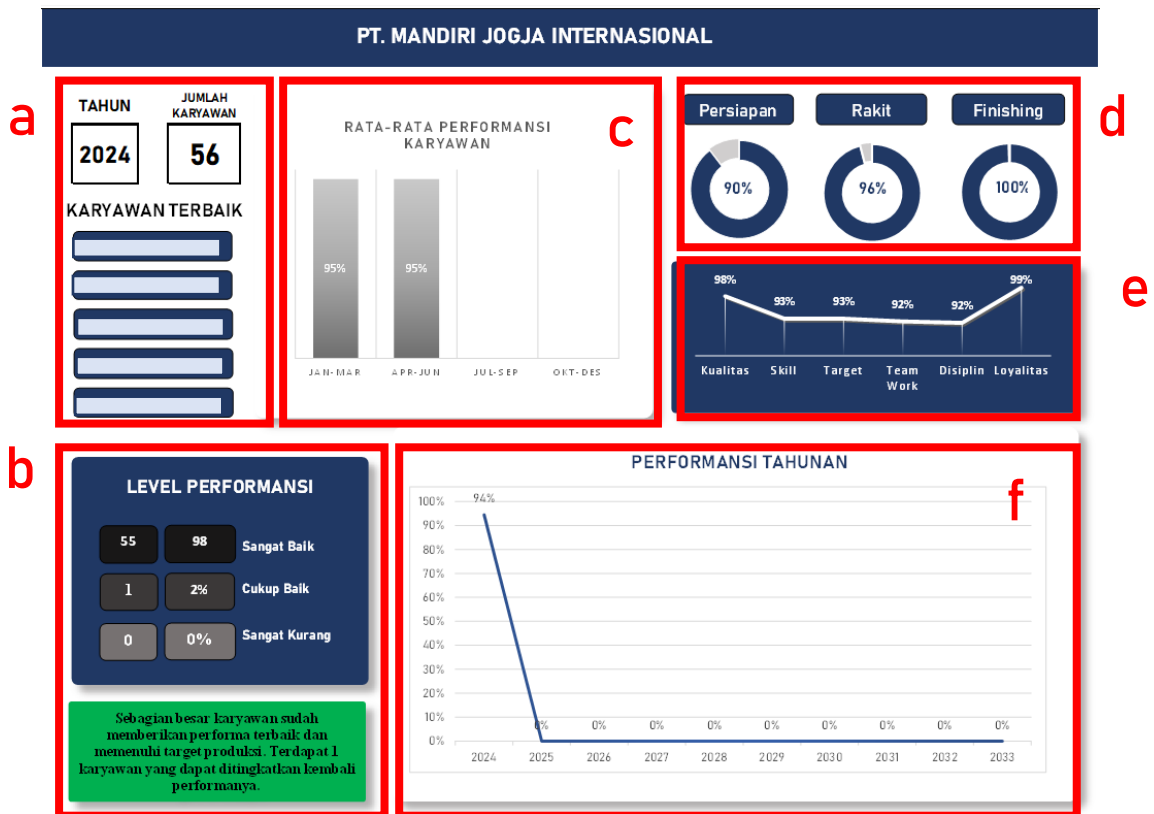 PT. MANDIRI JOGJA INTERNASIONAL
a
TAHUN
JUMLAH
KARYAWAN
2024
56
KARYAWAN TERBAIK
c
RATA-RATA PERFORMANSI
KARYAWAN
95%
95%
JAN-MAR
APR-JUN
JUL-SEP
OKT-DES
d
Persiapan
Rakit
Finishing
90%
96%
100%
e
98%
93%
93%
92%
92%
99%
Kualitas
Skill
Target
Team
Work
Disiplin
Loyalitas
b
LEVEL PERFORMANSI
55
98
Sangat Baik
1
2%
Cukup Baik
0
0%
Sangat Kurang
Sebagian besar karyawan sudah
memberikan performa terbaik dan
memenuhi target produksi. Terdapat 1
karyawan yang dapat ditingkatkan kembali
performanya.
f
PERFORMANSI TAHUNAN
100%
90%
80%
70%
60%
50%
40%
30%
20%
10%
0%
94%
0%
0%
0%
0%
0%
0%
0%
0%
0%
2024
2025
2026
2027
2028
2029
2030
2031
2032
2033